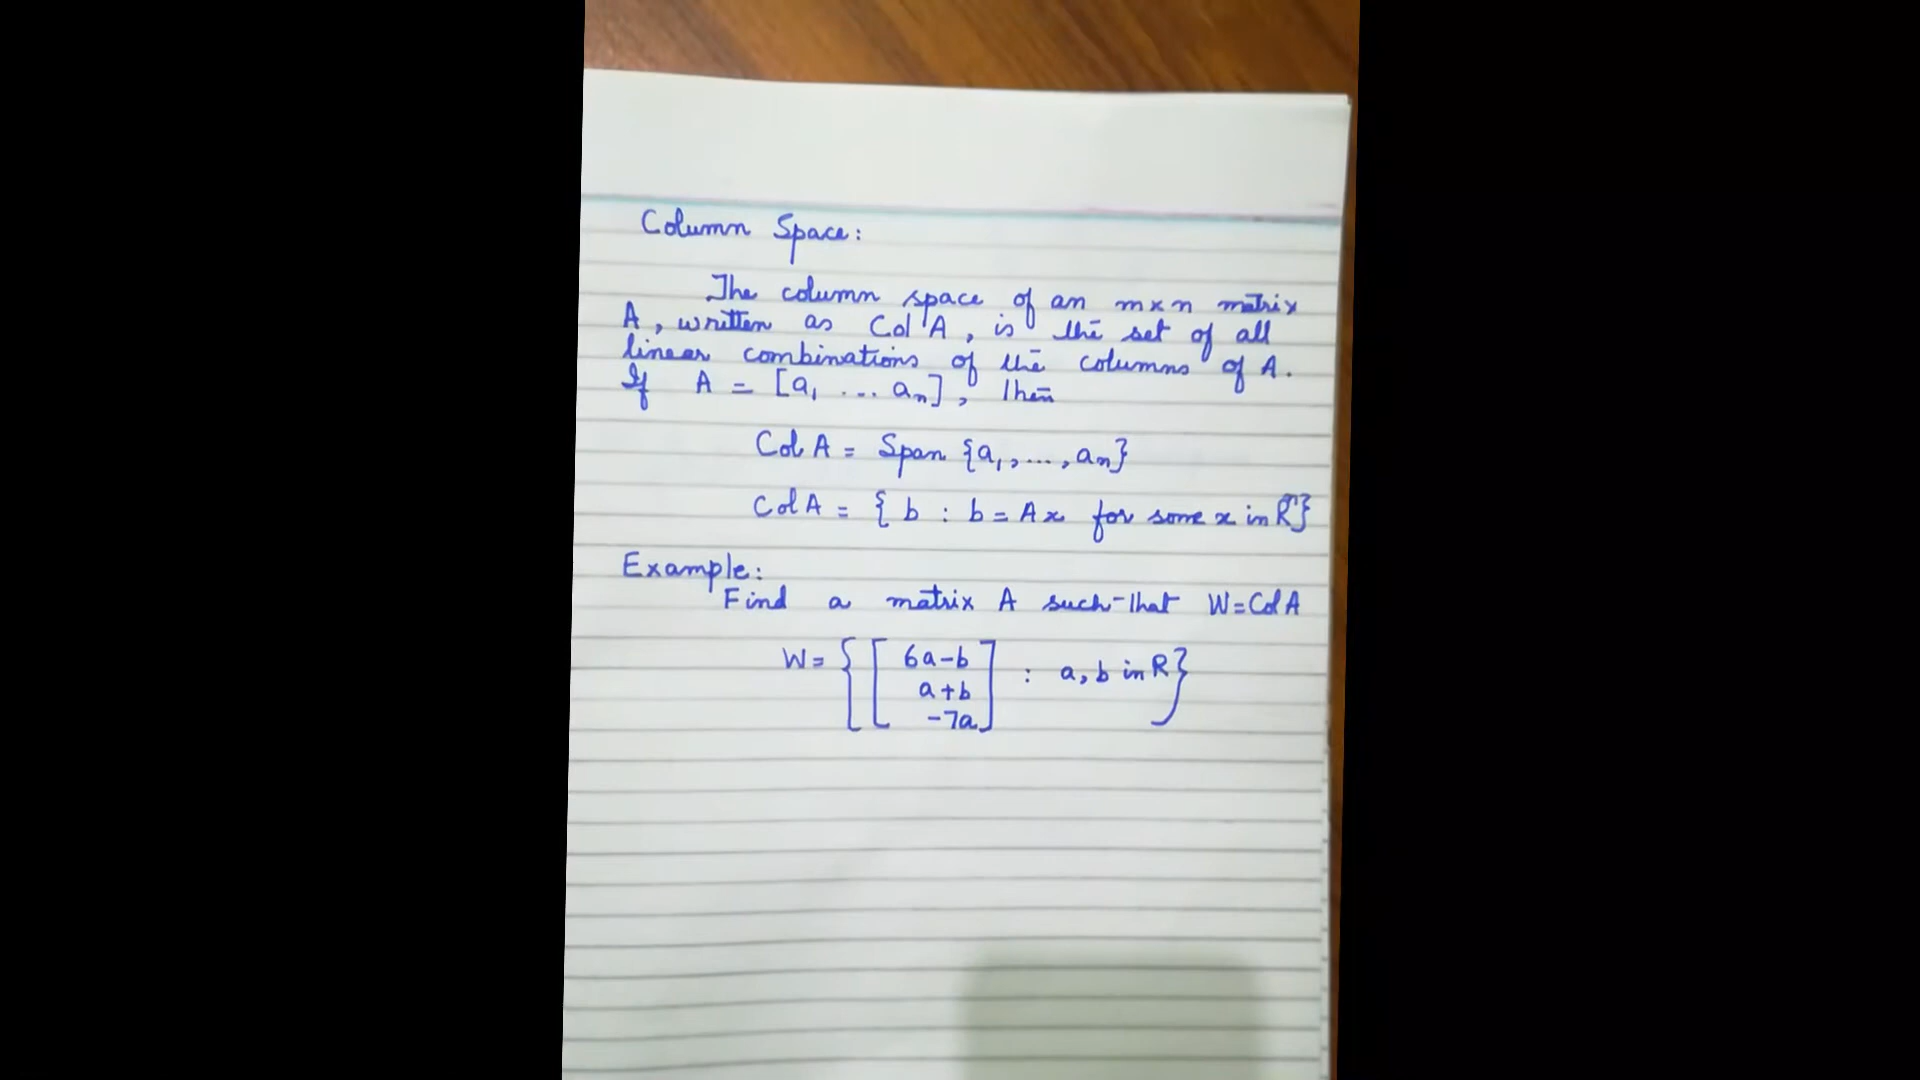 Column Space:
The column space of an m×n matrix
A, written as Col A, is the set of all
linear combinations of the columns of A.
If A = [a₁ ... aₙ], then
Col A = Span {a₁, ..., aₙ}
Col A = { b : b = Ax for some x in Rⁿ}
Example:
Find a matrix A such that W = Col A
W = { [ 6a-b
a+b
-7a ] : a, b in R }